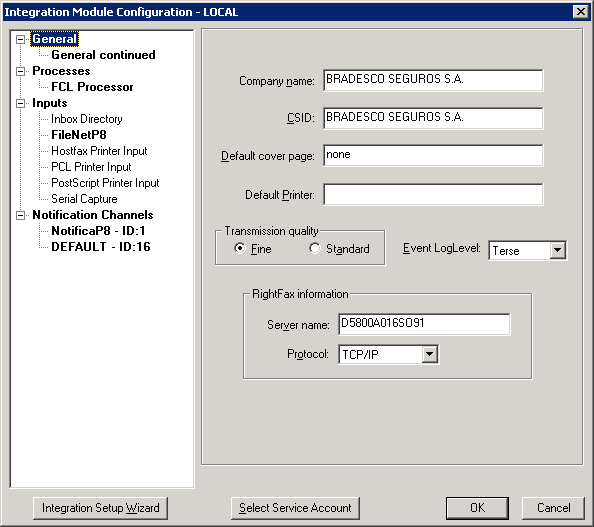 Integration Module Configuration - LOCAL
General
General continued
Processes
FCL Processor
Inputs
Inbox Directory
FileNetP8
Hostfax Printer Input
PCL Printer Input
PostScript Printer Input
Serial Capture
Notification Channels
NotificaP8 - ID:1
DEFAULT - ID:16
Company name: BRADESCO SEGUROS S.A.
CSID: BRADESCO SEGUROS S.A.
Default cover page: none
Default Printer:
Transmission quality
Fine Standard
Event LogLevel: Terse
RightFax information
Server name: D5800A016SO91
Protocol: TCP/IP
Integration Setup Wizard Select Service Account OK Cancel